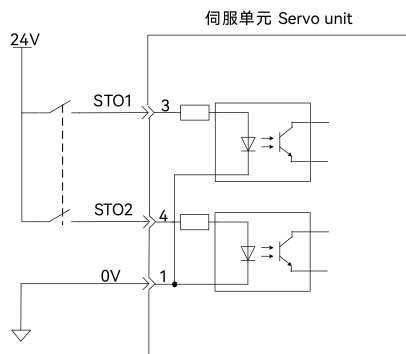 伺服单元 Servo unit
24V
STO1
3
STO2
4
0V
1